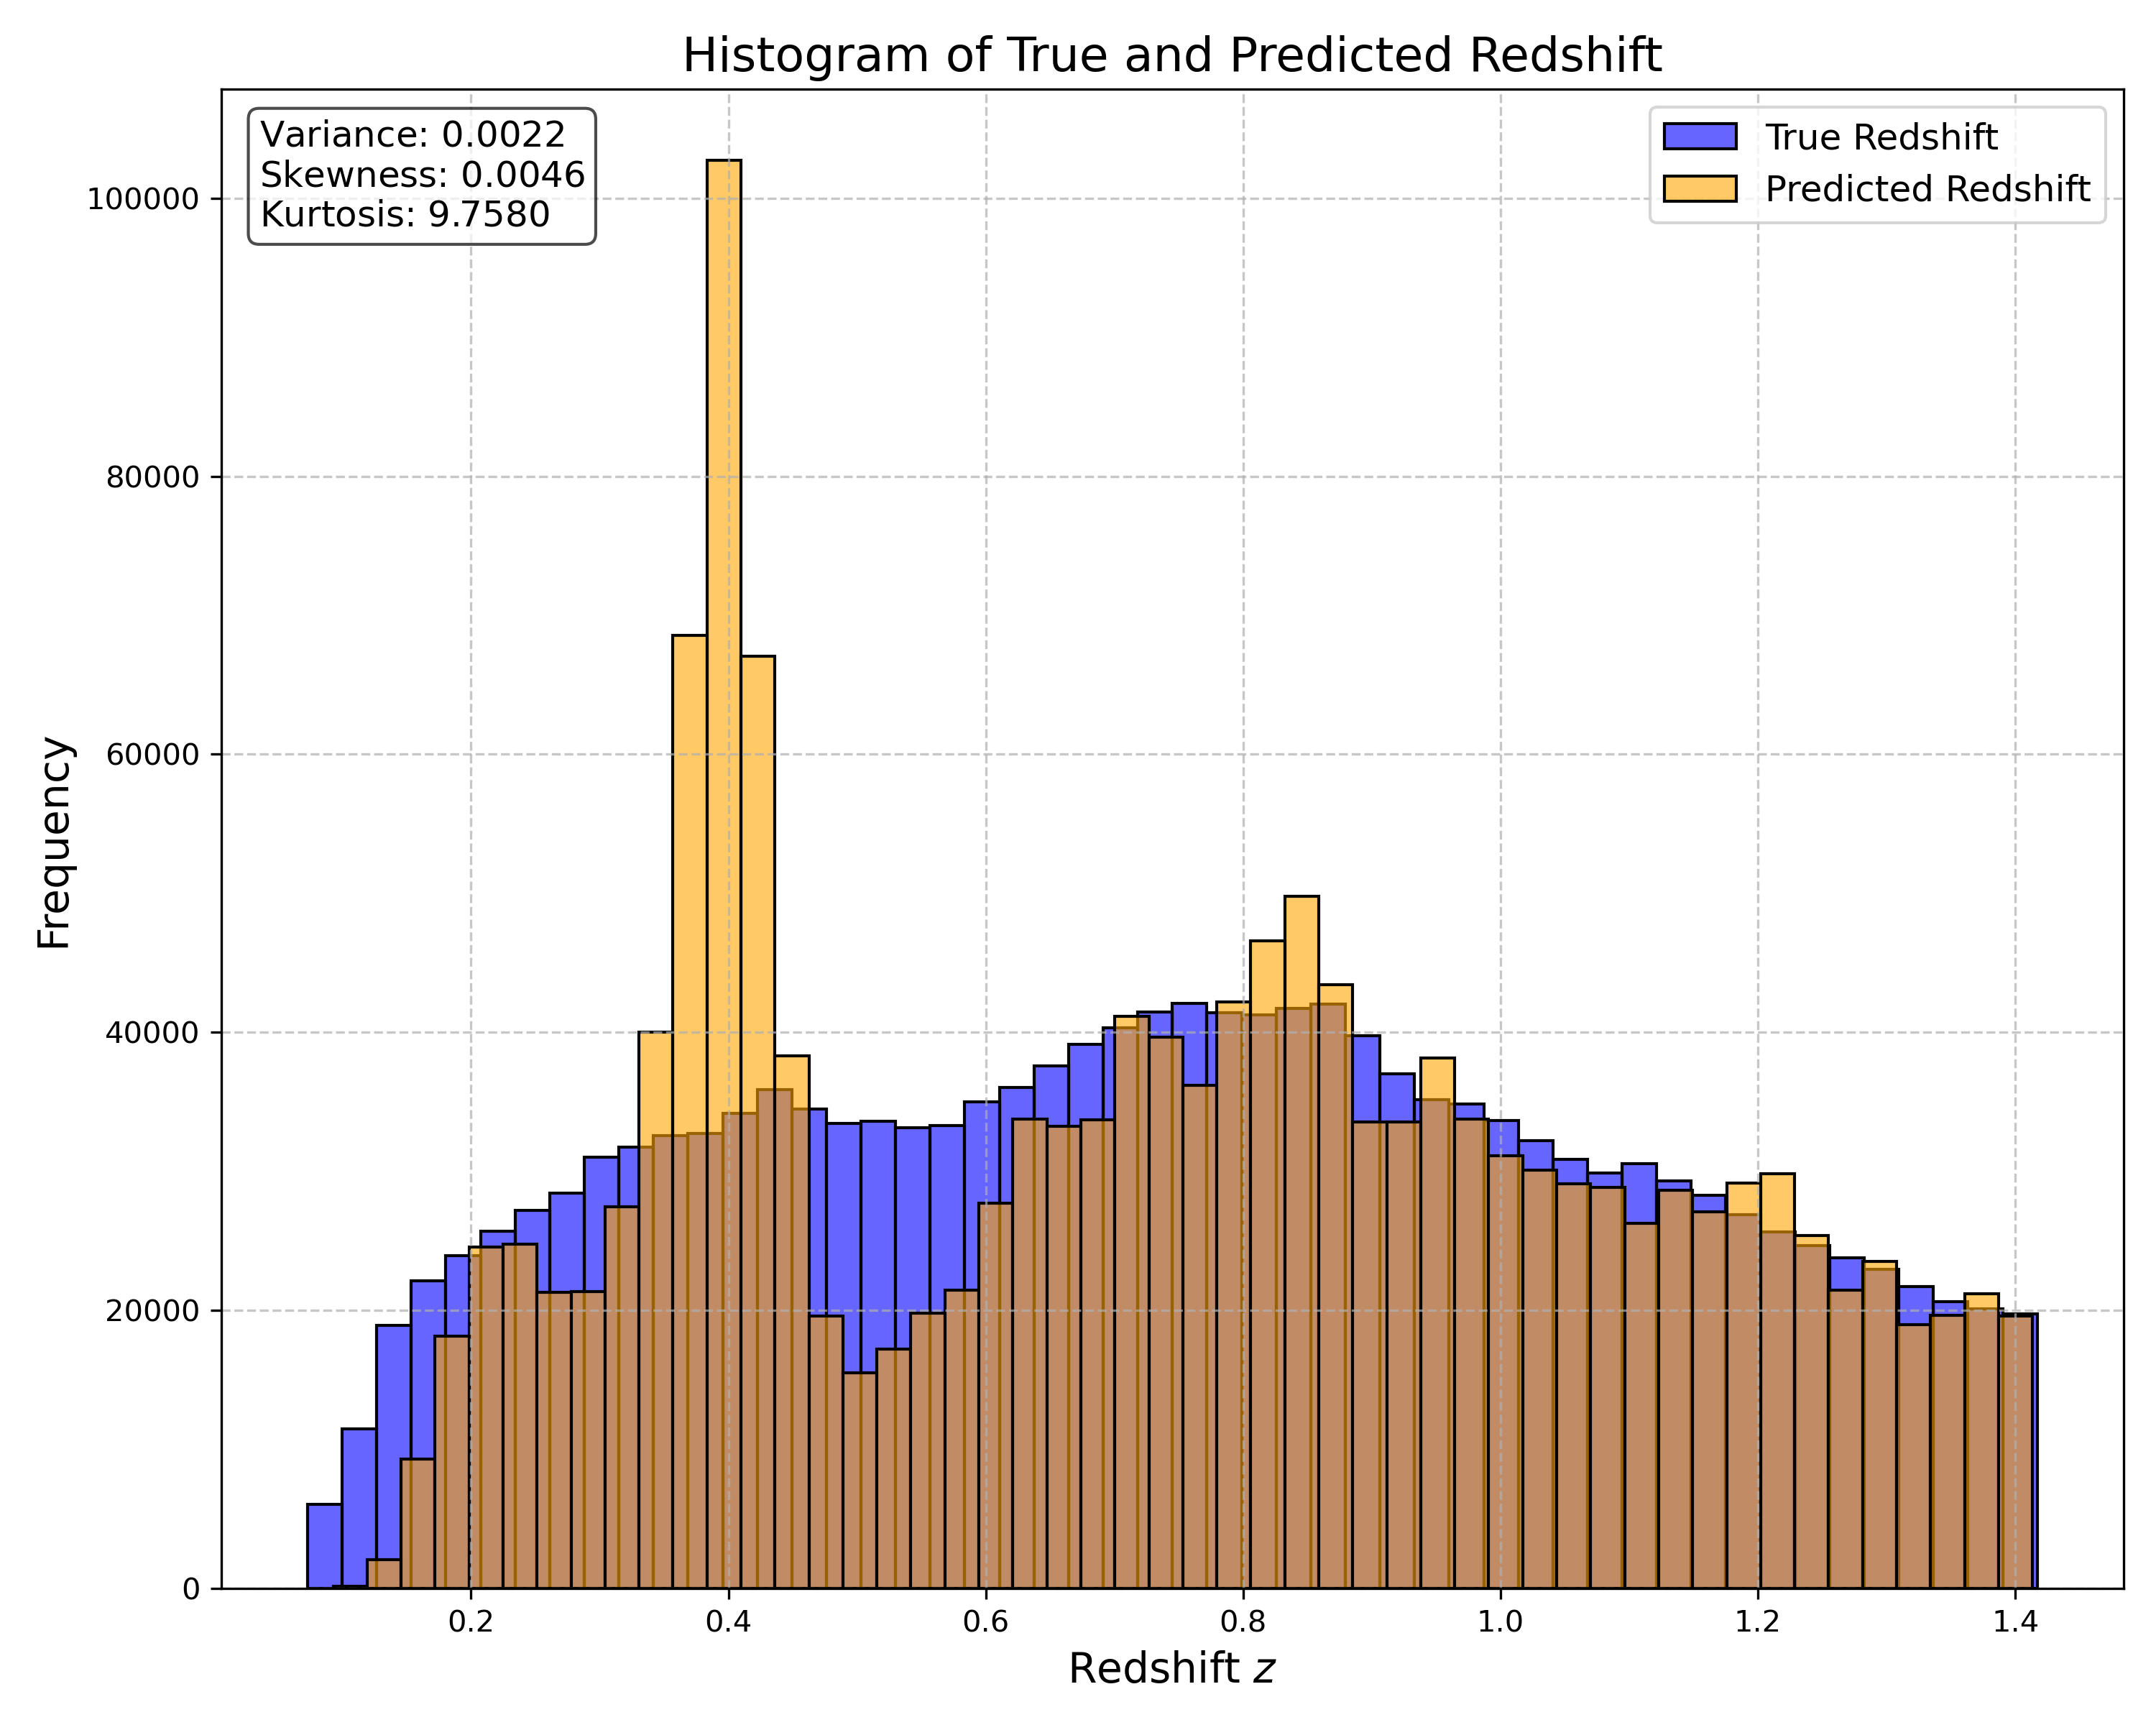 Histogram of True and Predicted Redshift
Variance: 0.0022
Skewness: 0.0046
Kurtosis: 9.7580
True Redshift
Predicted Redshift
100000
80000
60000
40000
20000
0
Frequency
0.2 0.4 0.6 0.8 1.0 1.2 1.4
Redshift z